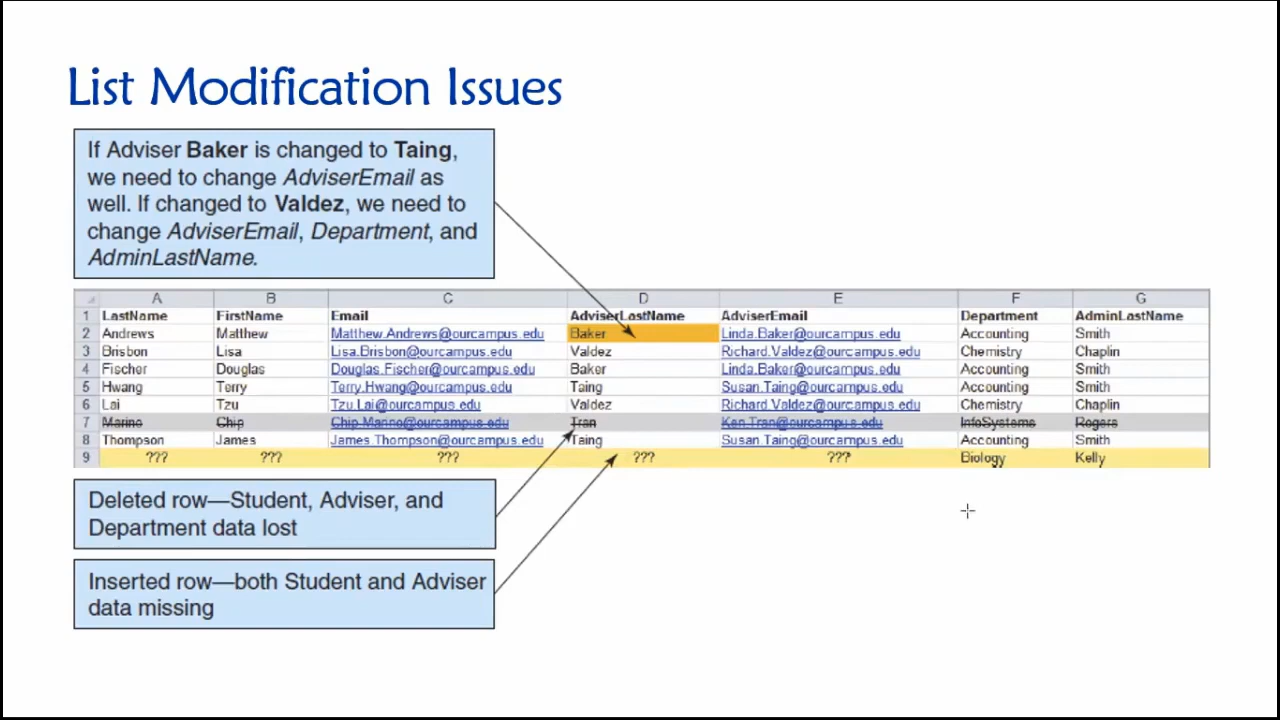 List Modification Issues
If Adviser Baker is changed to Taing,
we need to change AdviserEmail as
well. If changed to Valdez, we need to
change AdviserEmail, Department, and
AdminLastName.
A B C D E F G
1 LastName FirstName Email AdviserLastName AdviserEmail Department AdminLastName
2 Andrews Matthew Matthew.Andrews@ourcampus.edu Baker Linda.Baker@ourcampus.edu Accounting Smith
3 Brisbon Lisa Lisa.Brisbon@ourcampus.edu Valdez Richard.Valdez@ourcampus.edu Chemistry Chaplin
4 Fischer Douglas Douglas.Fischer@ourcampus.edu Baker Linda.Baker@ourcampus.edu Accounting Smith
5 Hwang Terry Terry.Hwang@ourcampus.edu Taing Susan.Taing@ourcampus.edu Accounting Smith
6 Lai Tzu Tzu.Lai@ourcampus.edu Valdez Richard.Valdez@ourcampus.edu Chemistry Chaplin
7 Marino Chip Chip.Marino@ourcampus.edu Tran Ken.Tran@ourcampus.edu InfoSystems Rogers
8 Thompson James James.Thompson@ourcampus.edu Taing Susan.Taing@ourcampus.edu Accounting Smith
9 ??? ??? ??? ??? ??? Biology Kelly
Deleted row—Student, Adviser, and
Department data lost
Inserted row—both Student and Adviser
data missing